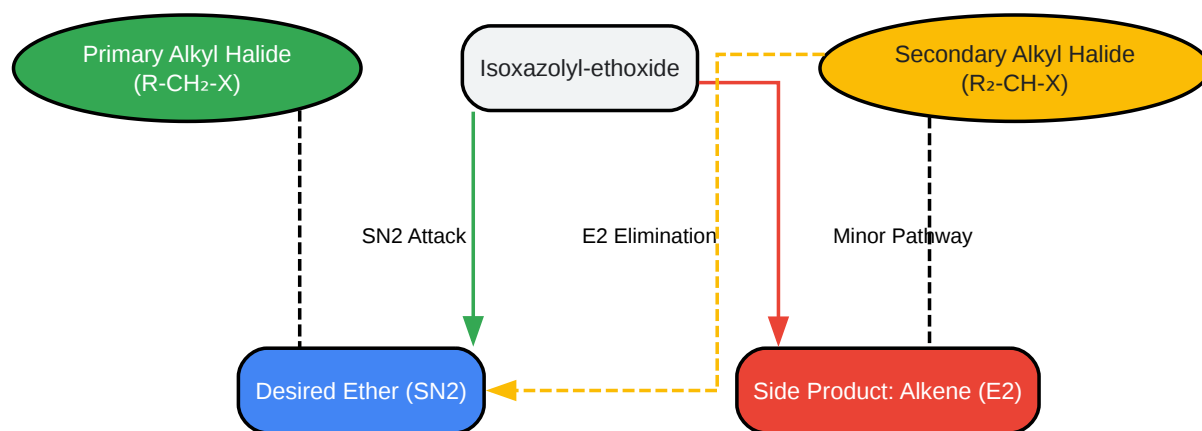 Primary Alkyl Halide
(R-CH₂-X)
Isoxazolyl-ethoxide
Secondary Alkyl Halide
(R₂-CH-X)
SN2 Attack
E2 Elimination
Minor Pathway
Desired Ether (SN2)
Side Product: Alkene (E2)